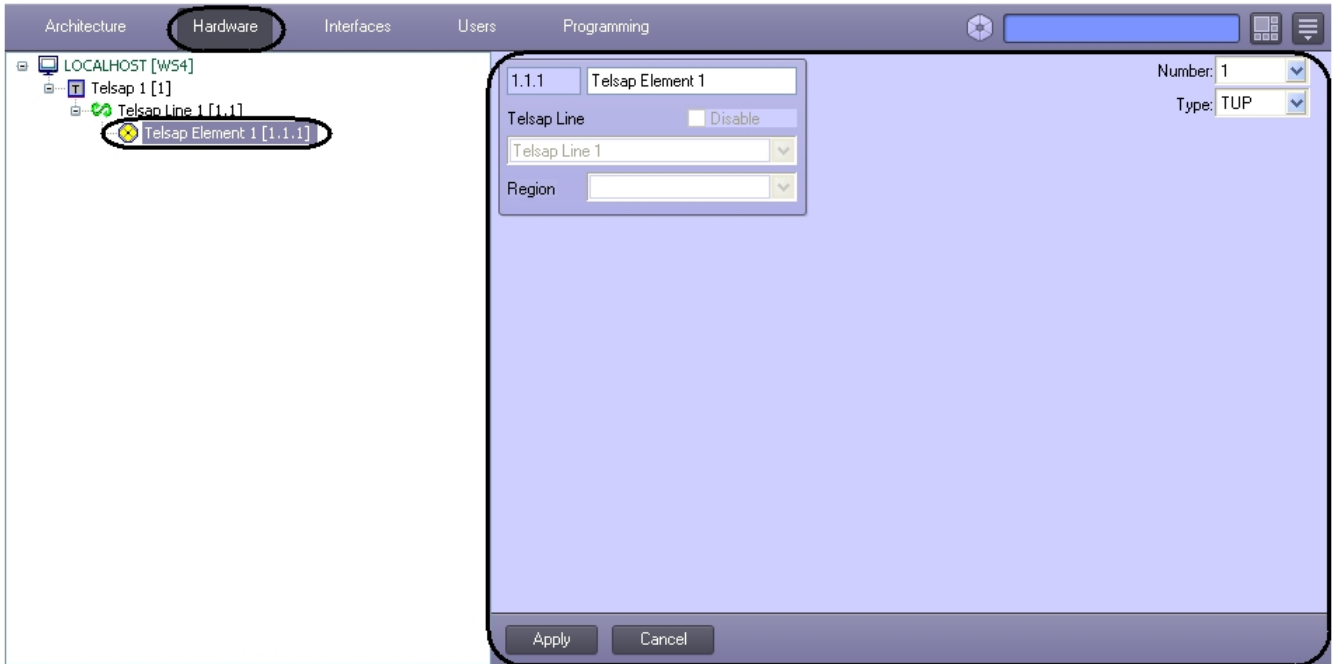 Architecture Hardware Interfaces Users Programming
LOCALHOST [WS4]
Telsap 1 [1]
Telsap Line 1 [1.1]
Telsap Element 1 [1.1.1]
1.1.1 Telsap Element 1
Telsap Line Disable
Telsap Line 1
Region
Number: 1
Type: TUP
Apply Cancel